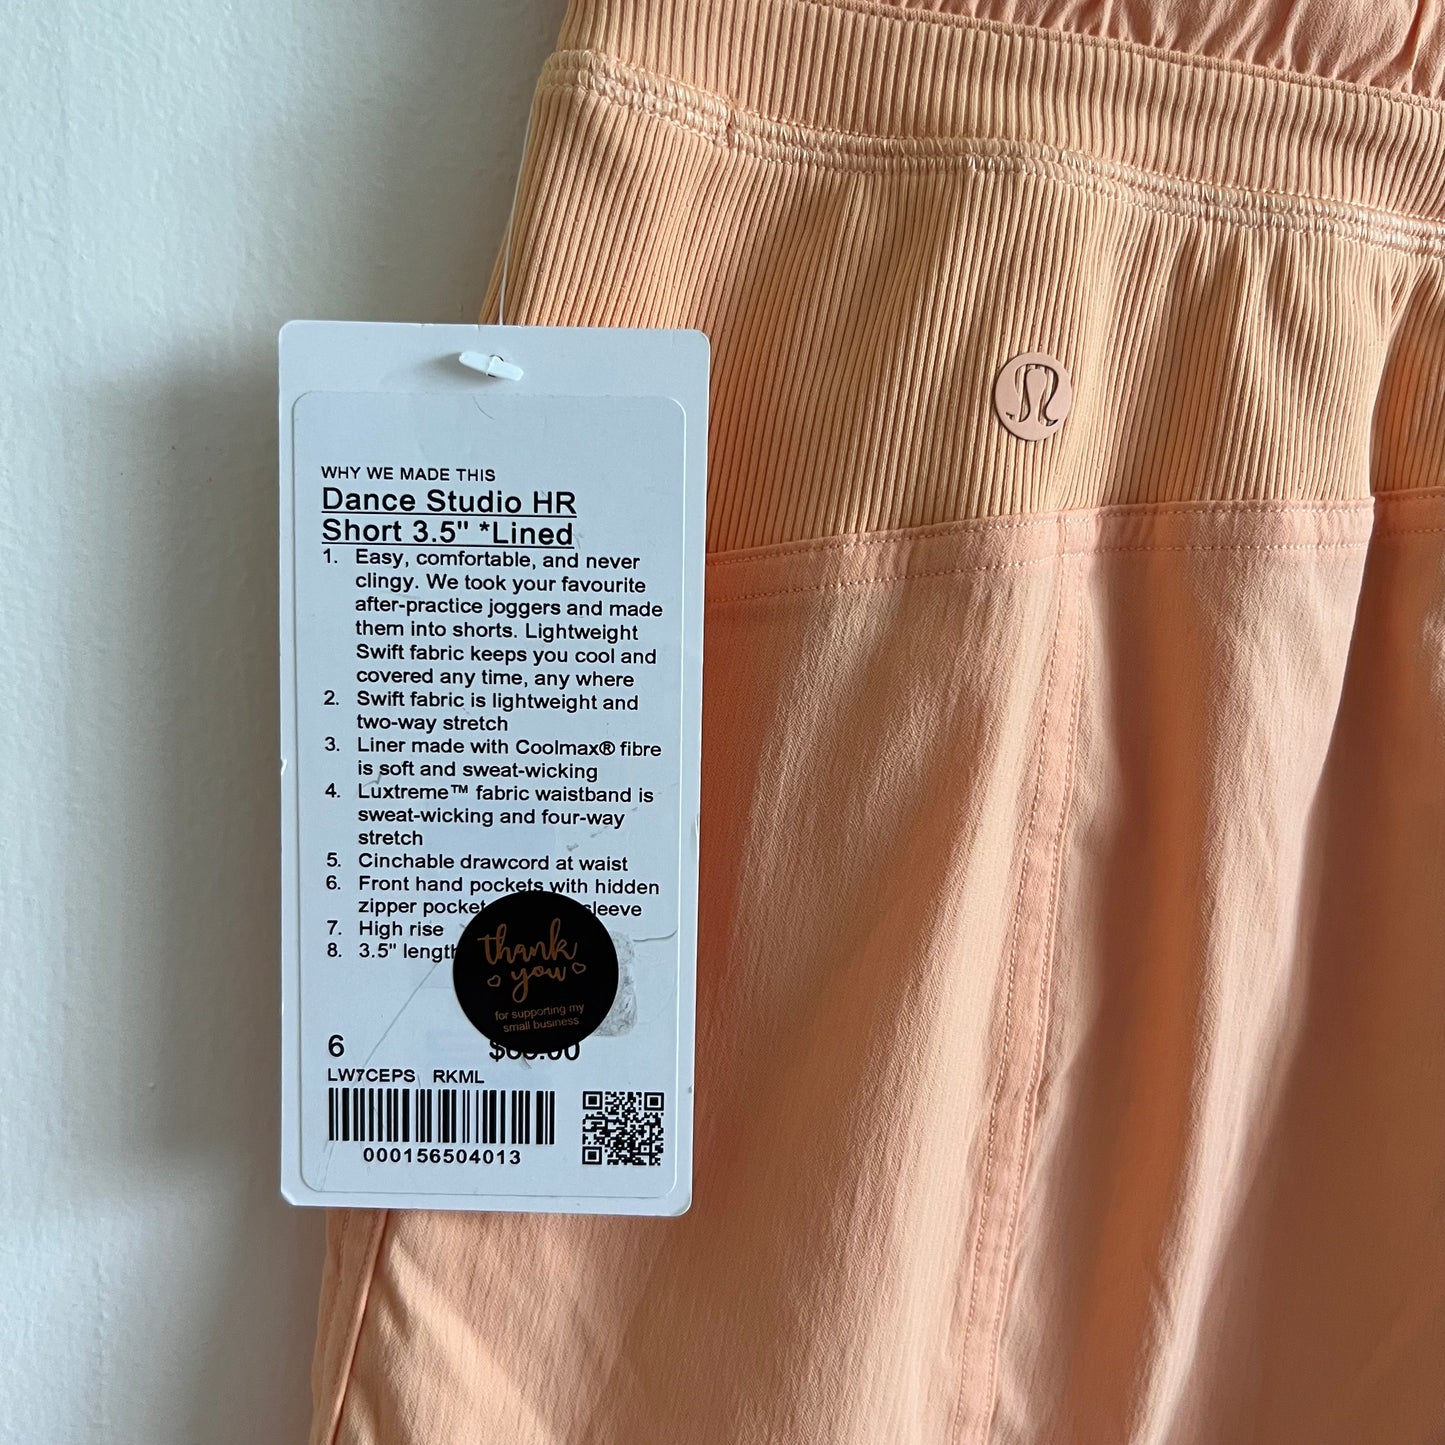 WHY WE MADE THIS
Dance Studio HR
Short 3.5" *Lined
1. Easy, comfortable, and never
clingy. We took your favourite
after-practice joggers and made
them into shorts. Lightweight
Swift fabric keeps you cool and
covered any time, any where
2. Swift fabric is lightweight and
two-way stretch
3. Liner made with Coolmax® fibre
is soft and sweat-wicking
4. Luxtreme™ fabric waistband is
sweat-wicking and four-way
stretch
5. Cinchable drawcord at waist
6. Front hand pockets with hidden
zipper pocket sleeve
7. High rise
8. 3.5" length
thank
you
for supporting my
small business
6
LW7CEPS RKML
000156504013